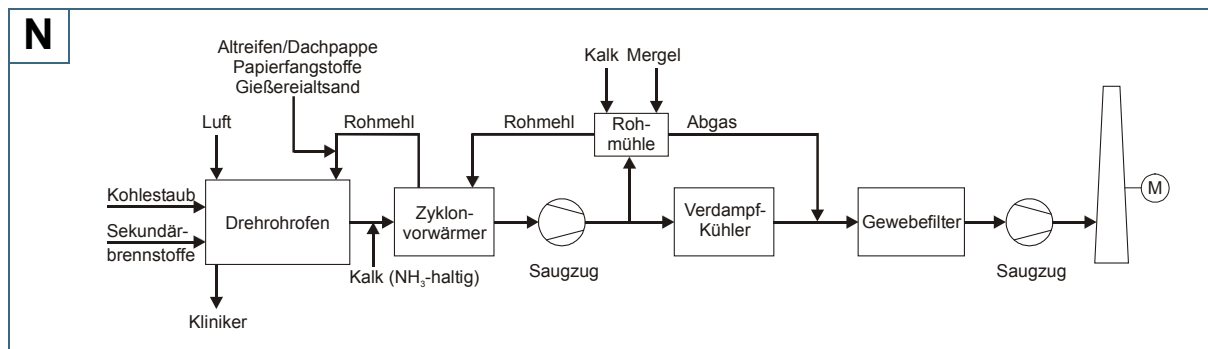 N
Altreifen/Dachpappe
Papierfangstoffe
Gießereialtsand
Kalk Mergel
Luft
Rohmehl
Rohmehl
Roh-
mühle
Abgas
Kohlestaub
Sekundär-
brennstoffe
Drehrohrofen
Zyklon-
vorwärmer
Verdampf-
Kühler
Gewebefilter
M
Kalk (NH₃-haltig)
Saugzug
Saugzug
Kliniker